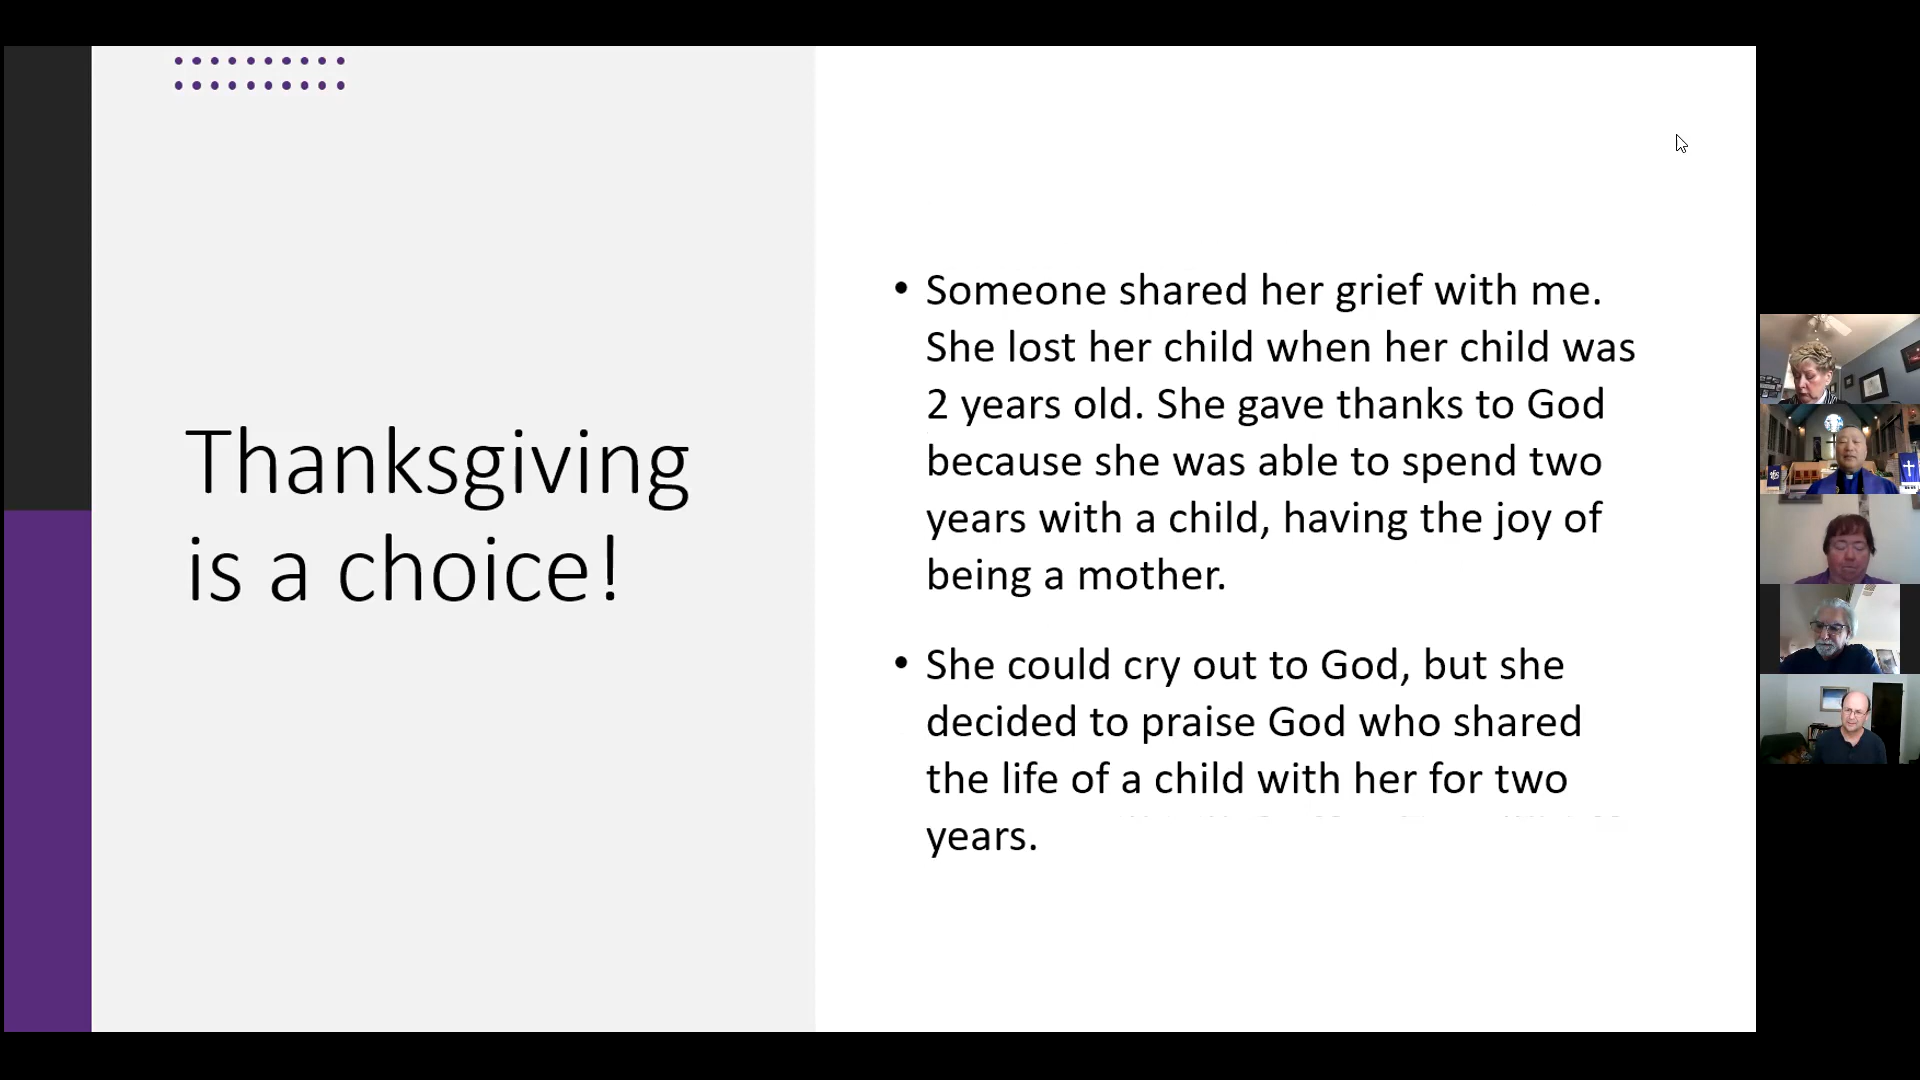 Thanksgiving
is a choice!
• Someone shared her grief with me.
She lost her child when her child was
2 years old. She gave thanks to God
because she was able to spend two
years with a child, having the joy of
being a mother.
• She could cry out to God, but she
decided to praise God who shared
the life of a child with her for two
years.